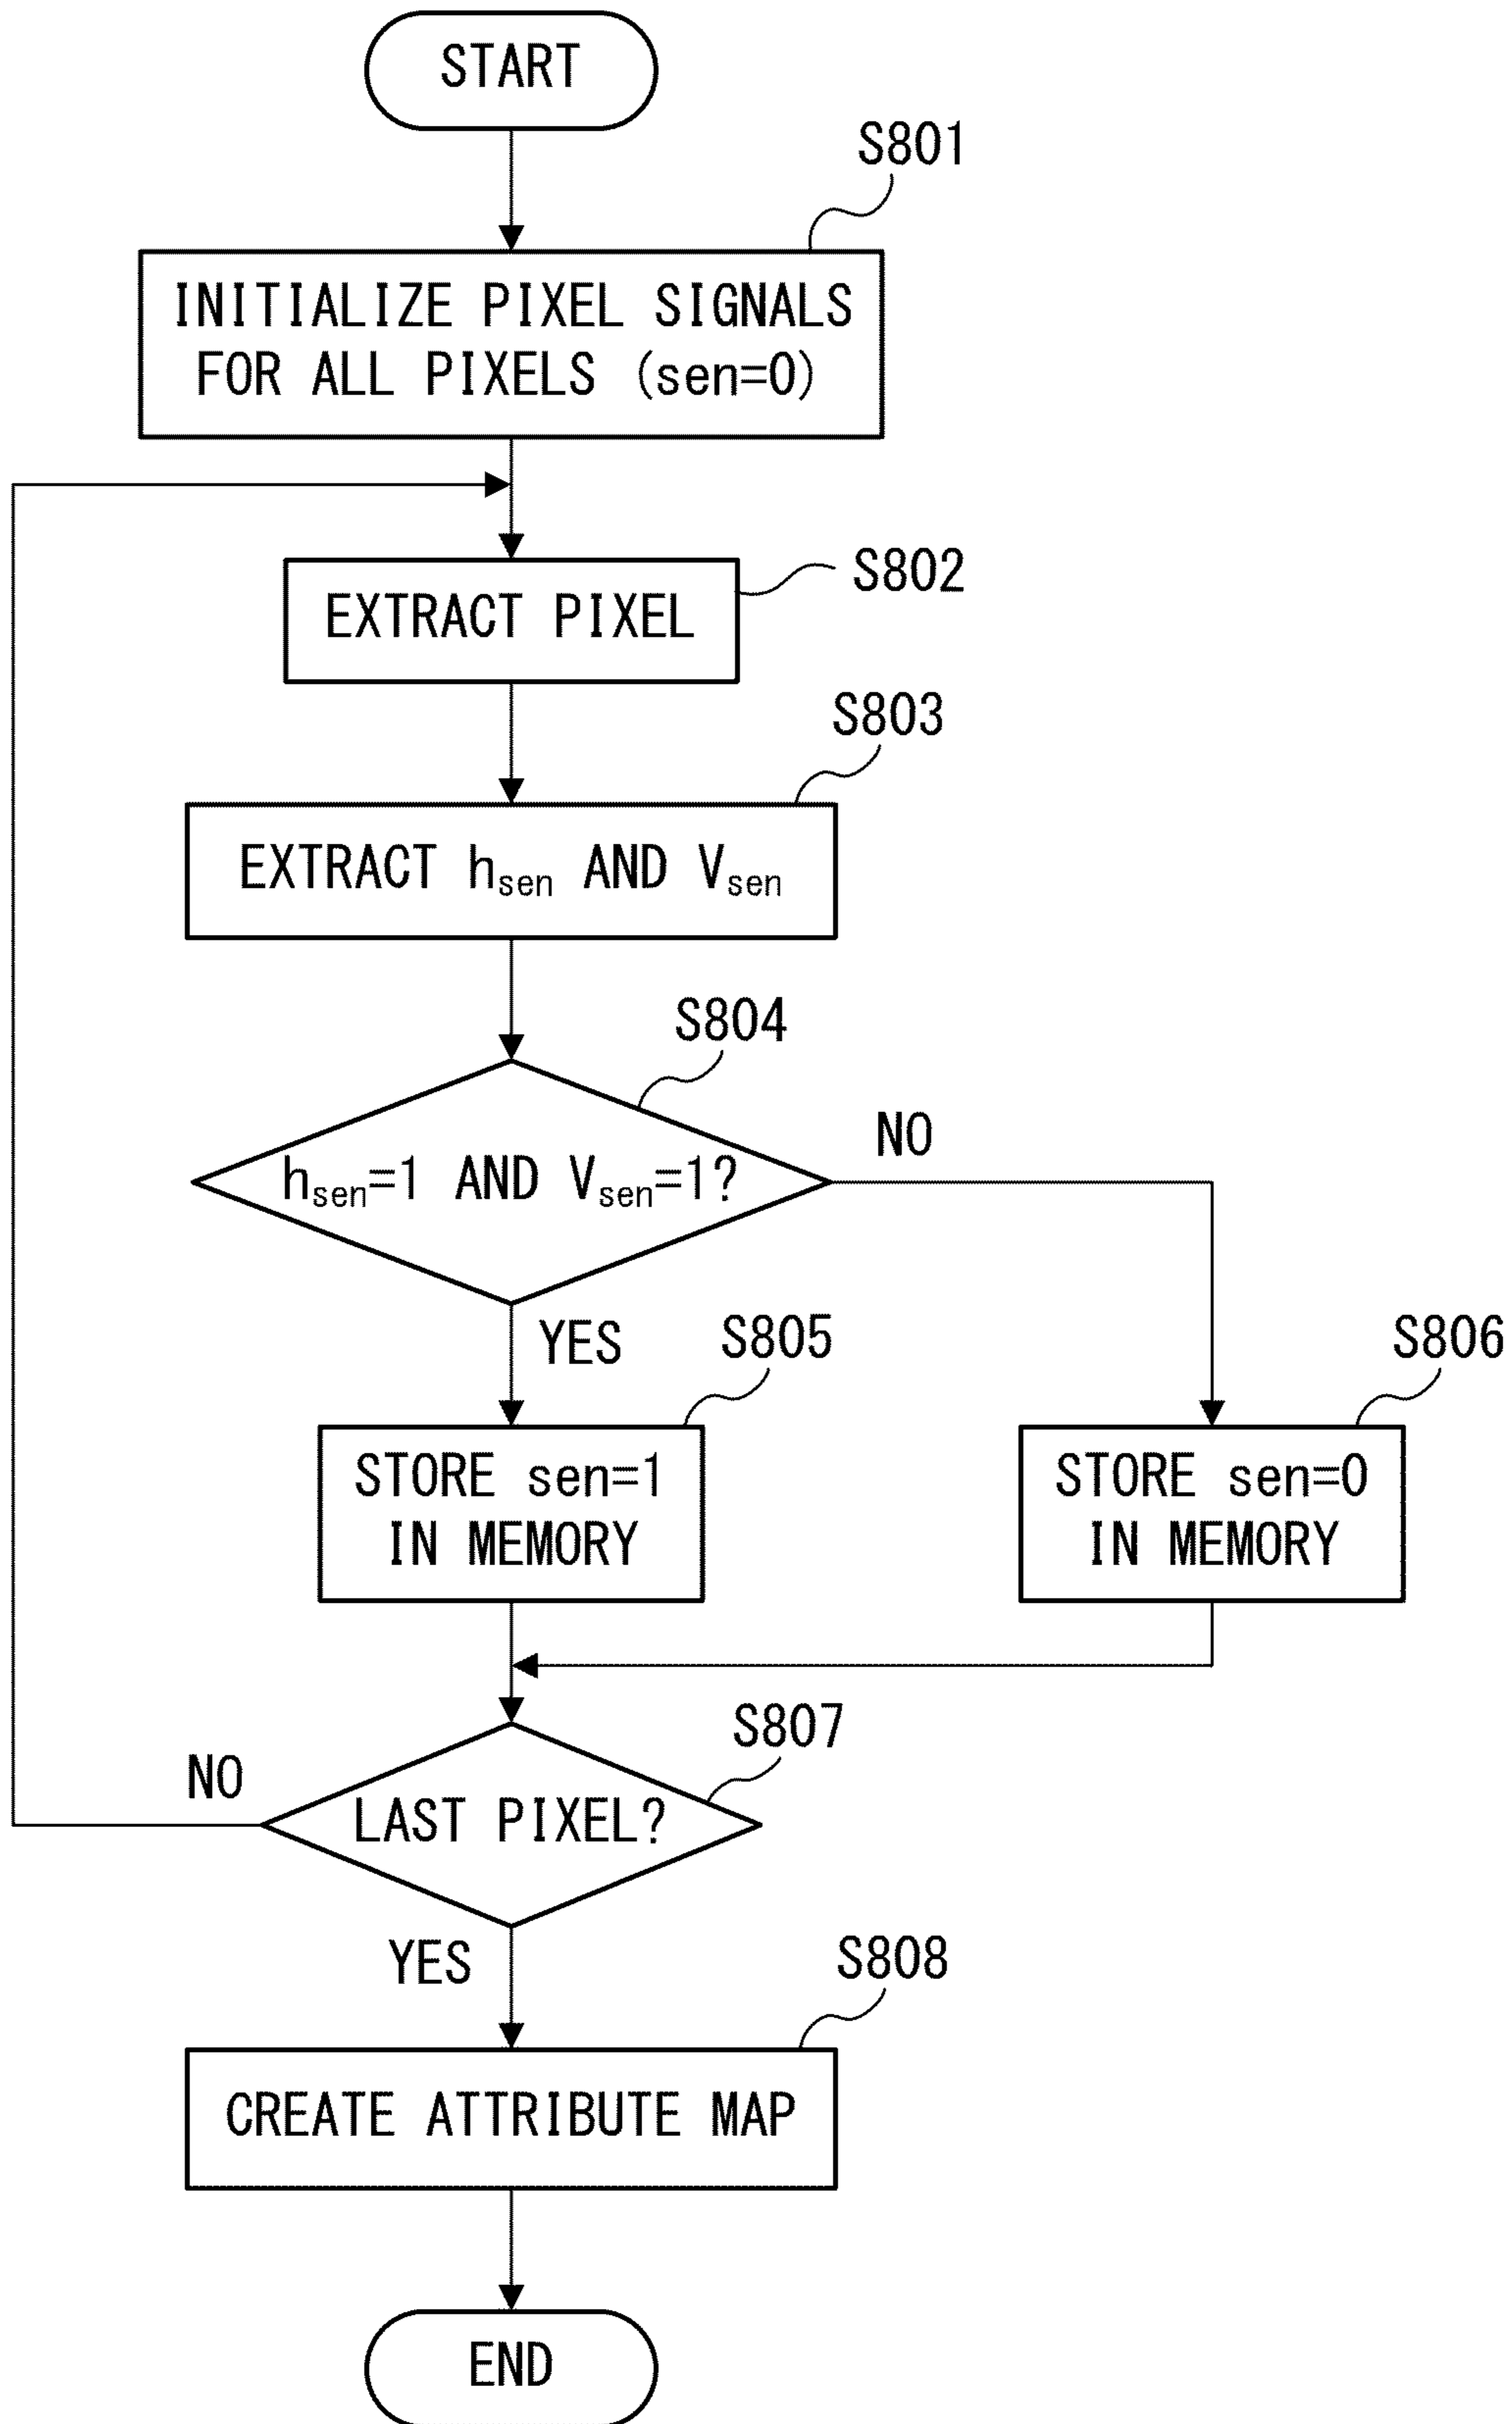 START
S801
INITIALIZE PIXEL SIGNALS
FOR ALL PIXELS (sen=0)
S802
EXTRACT PIXEL
S803
EXTRACT hsen AND Vsen
S804
hsen=1 AND Vsen=1?
NO
YES
S805
S806
STORE sen=1
IN MEMORY
STORE sen=0
IN MEMORY
S807
NO
LAST PIXEL?
YES
S808
CREATE ATTRIBUTE MAP
END